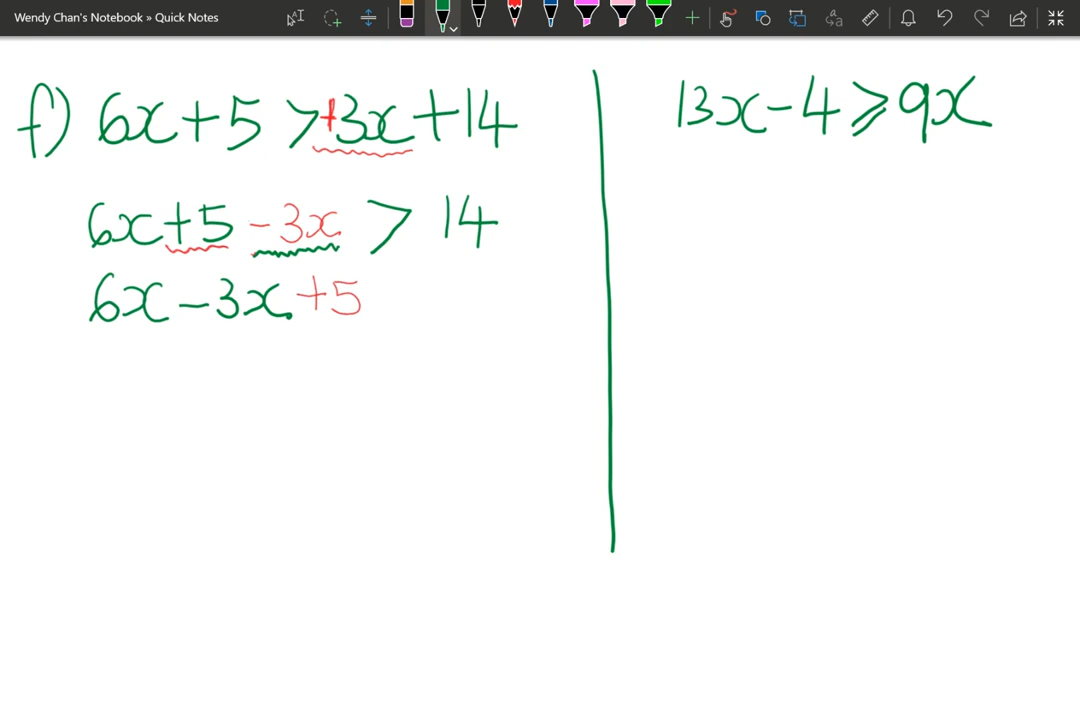 Wendy Chan's Notebook » Quick Notes
f) 6x + 5 > +3x + 14
6x + 5 - 3x > 14
6x - 3x + 5
13x - 4 ⩾ 9x